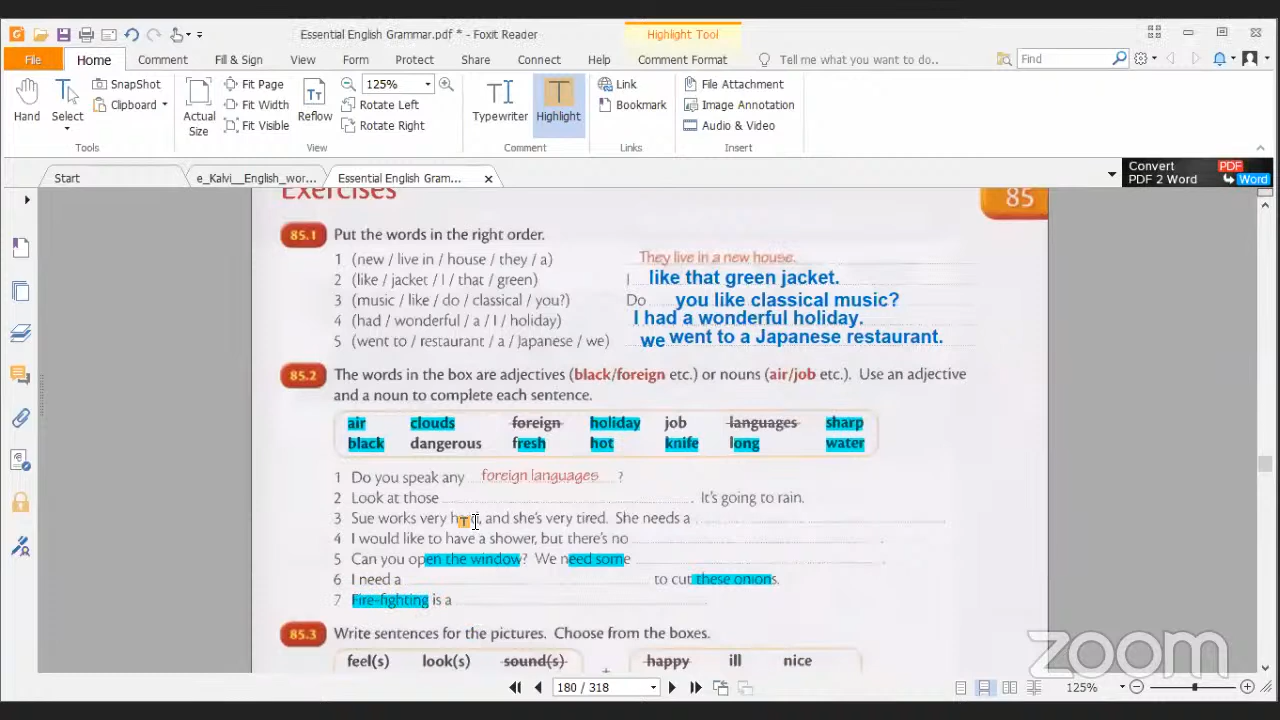 Essential English Grammar.pdf * - Foxit Reader
Highlight Tool
File
Home
Comment
Fill & Sign
View
Form
Protect
Share
Connect
Help
Comment Format
Tell me what you want to do..
Find
Hand
Select
SnapShot
Clipboard
Actual Size
Fit Page
Fit Width
Fit Visible
Reflow
125%
Rotate Left
Rotate Right
Typewriter
Highlight
Link
Bookmark
File Attachment
Image Annotation
Audio & Video
Tools
View
Comment
Links
Insert
Start
e_Kalvi__English_wor...
Essential English Gram...
Convert PDF
PDF 2 Word Word
Exercises
85
85.1 Put the words in the right order.
1 (new / live in / house / they / a) They live in a new house.
2 (like / jacket / I / that / green) I like that green jacket.
3 (music / like / do / classical / you?) Do you like classical music?
4 (had / wonderful / a / I / holiday) I had a wonderful holiday.
5 (went to / restaurant / a / Japanese / we) we went to a Japanese restaurant.
85.2 The words in the box are adjectives (black/foreign etc.) or nouns (air/job etc.). Use an adjective
and a noun to complete each sentence.
air clouds foreign holiday job languages sharp
black dangerous fresh hot knife long water
1 Do you speak any foreign languages ?
2 Look at those . It's going to rain.
3 Sue works very hard, and she's very tired. She needs a
4 I would like to have a shower, but there's no .
5 Can you open the window? We need some .
6 I need a to cut these onions.
7 Fire-fighting is a
85.3 Write sentences for the pictures. Choose from the boxes.
feel(s) look(s) sound(s) + happy ill nice
zoom
180 / 318
125%